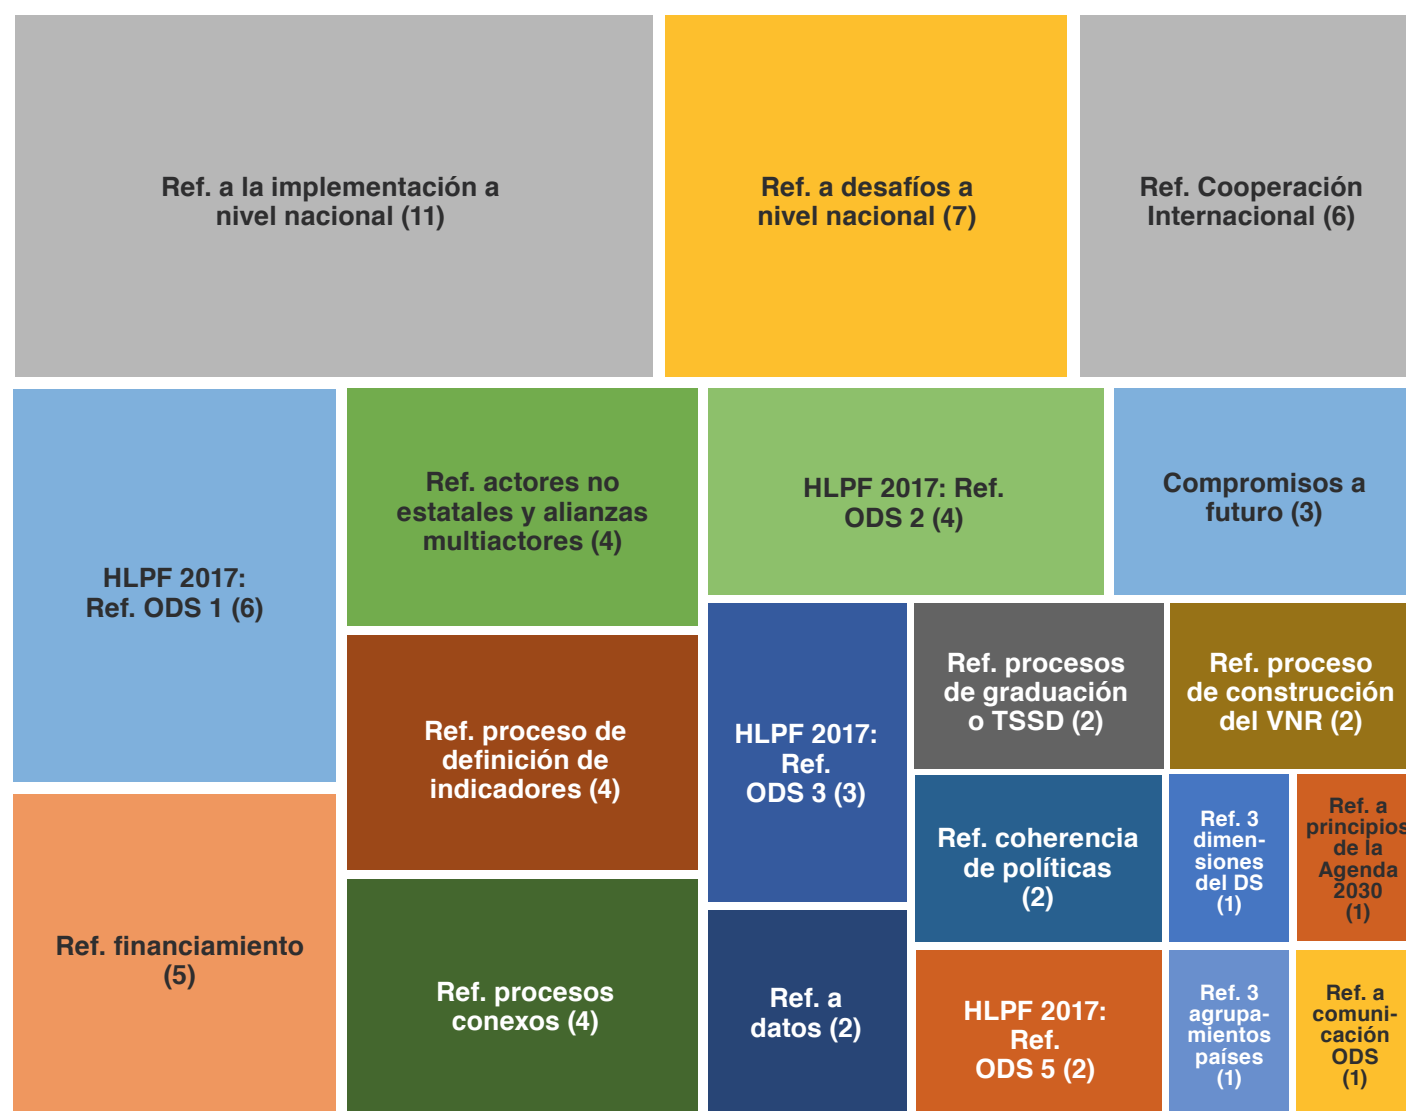 Ref. a la implementación a
nivel nacional (11)
Ref. a desafíos a
nivel nacional (7)
Ref. Cooperación
Internacional (6)
HLPF 2017:
Ref. ODS 1 (6)
Ref. actores no
estatales y alianzas
multiactores (4)
HLPF 2017: Ref.
ODS 2 (4)
Compromisos a
futuro (3)
Ref. proceso de
definición de
indicadores (4)
HLPF 2017:
Ref.
ODS 3 (3)
Ref. procesos
de graduación
o TSSD (2)
Ref. proceso
de construcción
del VNR (2)
Ref. coherencia
de políticas
(2)
Ref. 3
dimen-
siones
del DS
(1)
Ref. a
principios
de la
Agenda
2030
(1)
Ref. financiamiento
(5)
Ref. procesos
conexos (4)
Ref. a
datos (2)
HLPF 2017:
Ref.
ODS 5 (2)
Ref. 3
agrupa-
mientos
países
(1)
Ref. a
comuni-
cación
ODS
(1)